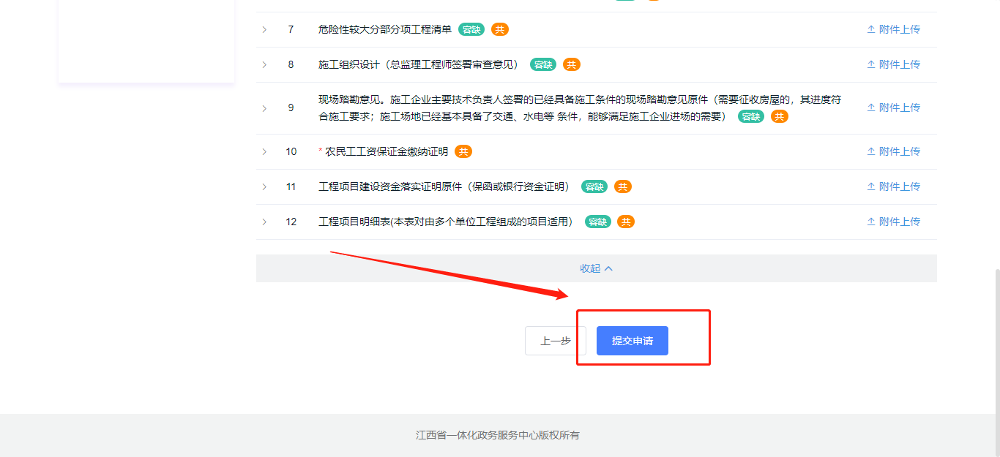 7 危险性较大分部分项工程清单 容缺 共 附件上传
8 施工组织设计（总监理工程师签署审查意见） 容缺 共 附件上传
9 现场踏勘意见。施工企业主要技术负责人签署的已经具备施工条件的现场踏勘意见原件（需要征收房屋的，其进度符
合施工要求；施工场地已经基本具备了交通、水电等 条件，能够满足施工企业进场的需要） 容缺 共 附件上传
10 * 农民工工资保证金缴纳证明 共 附件上传
11 工程项目建设资金落实证明原件（保函或银行资金证明） 容缺 共 附件上传
12 工程项目明细表(本表对由多个单位工程组成的项目适用） 容缺 共 附件上传
收起
上一步 提交申请
江西省一体化政务服务中心版权所有